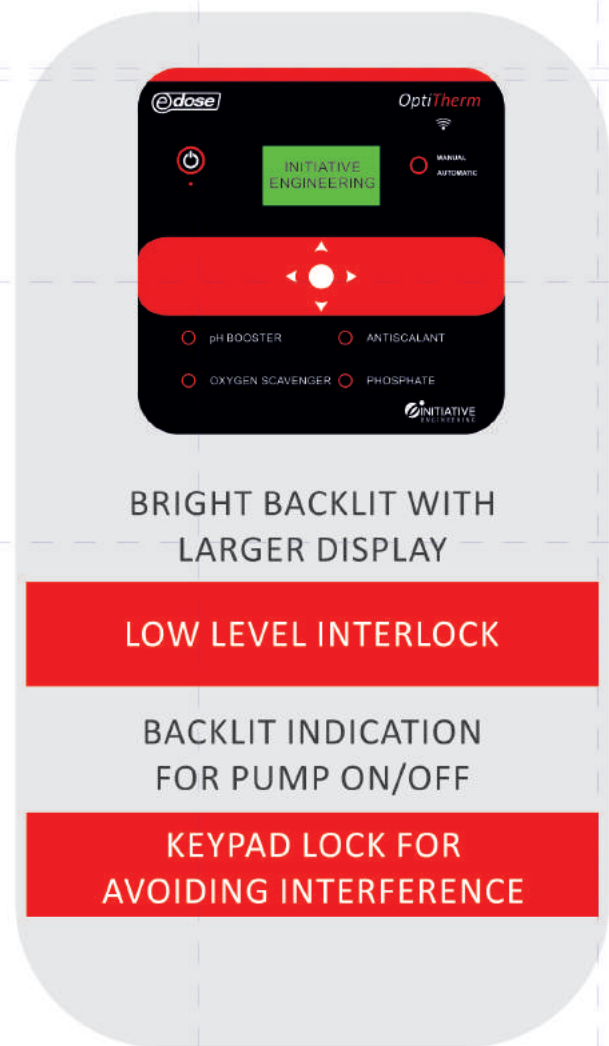 edose
OptiTherm
MANUAL
AUTOMATIC
INITIATIVE
ENGINEERING
pH BOOSTER
ANTISCALANT
OXYGEN SCAVENGER
PHOSPHATE
INITIATIVE
ENGINEERING
BRIGHT BACKLIT WITH
LARGER DISPLAY
LOW LEVEL INTERLOCK
BACKLIT INDICATION
FOR PUMP ON/OFF
KEYPAD LOCK FOR
AVOIDING INTERFERENCE